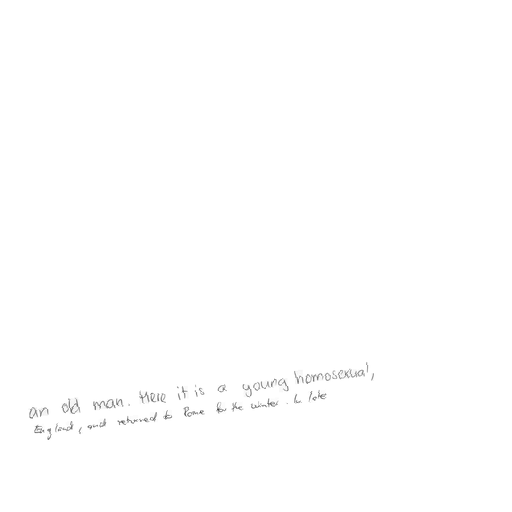 an old man. Here it is a young homosexual,
England, and returned to Rome for the winter. In late